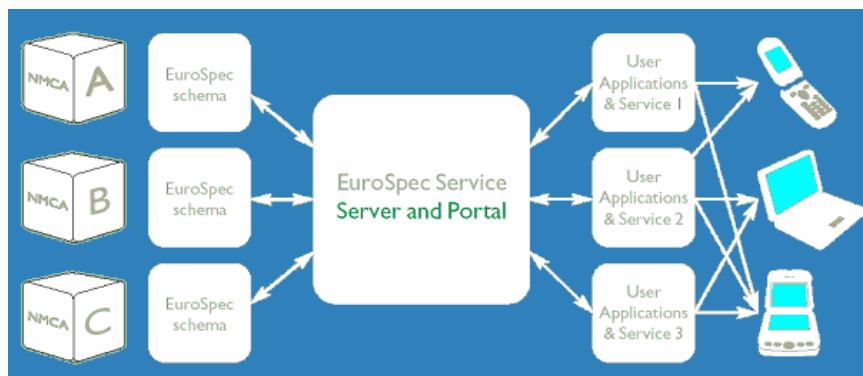 NMCA A
EuroSpec
schema
NMCA B
EuroSpec
schema
NMCA C
EuroSpec
schema
EuroSpec Service
Server and Portal
User
Applications
& Service 1
User
Applications
& Service 2
User
Applications
& Service 3